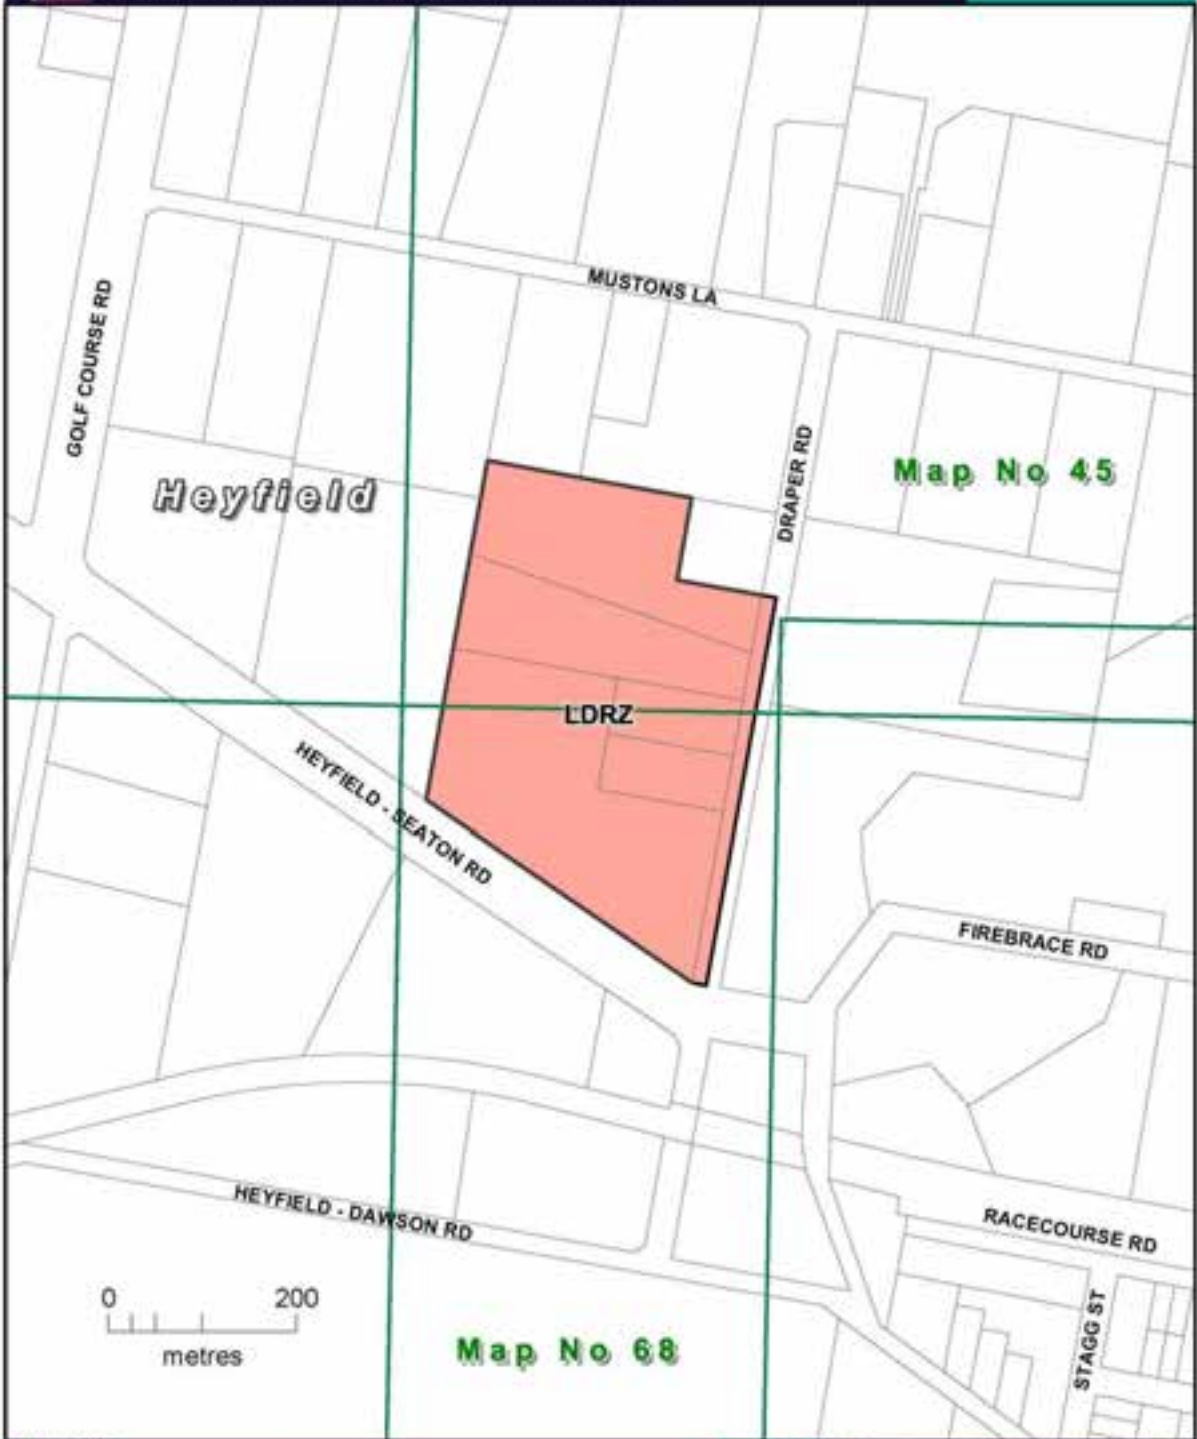 MUSTONS LA
GOLF COURSE RD
DRAPER RD
Map No 45
Heyfield
LDRZ
HEYFIELD - SEATON RD
FIREBRACE RD
HEYFIELD - DAWSON RD
RACECOURSE RD
STAGG ST
0 200
metres
Map No 68